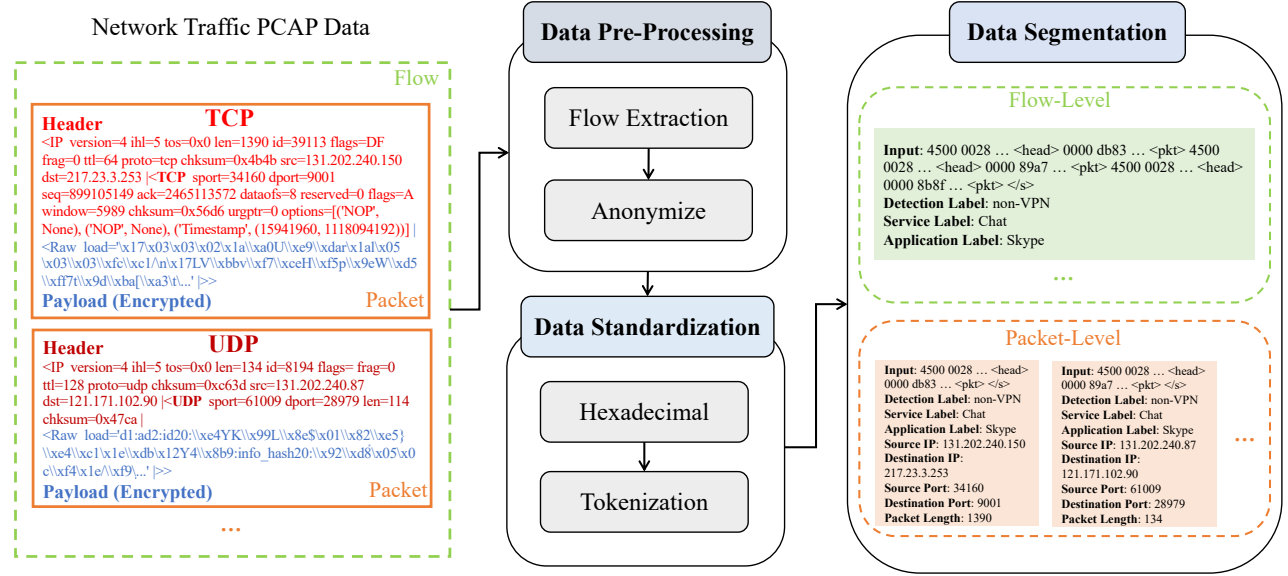 Network Traffic PCAP Data
Flow
TCP
Header
<IP version=4 ihl=5 tos=0x0 len=1390 id=39113 flags=DF
frag=0 ttl=64 proto=tcp chksum=0x4b4b src=131.202.240.150
dst=217.23.3.253 |<TCP sport=34160 dport=9001
seq=899105149 ack=2465113572 dataofs=8 reserved=0 flags=A
window=5989 chksum=0x56d6 urgptr=0 options=[('NOP',
None), ('NOP', None), ('Timestamp', (15941960, 1118094192))] |
<Raw load='\x17\x03\x03\x02\x1a\\xa0U\\xe9\\xdar\x1al\x05
\x03\\x03\\xfc\\xc1/\n\x17LV\\xbbv\\xf7\\xceH\\xf5p\\x9eW\\xd5
\\xff7t\\x9d\\xba[\\xa3\t\...' |>>
Payload (Encrypted)
Packet
UDP
Header
<IP version=4 ihl=5 tos=0x0 len=134 id=8194 flags= frag=0
ttl=128 proto=udp chksum=0xc63d src=131.202.240.87
dst=121.171.102.90 |<UDP sport=61009 dport=28979 len=114
chksum=0x47ca |
<Raw load='d1:ad2:id20:\\xe4YK\\x99L\\x8e$\x01\\x82\\xe5}
\\xe4\\xc1\x1e\\xdb\x12Y4\\x8b9:info_hash20:\\x92\\xd8\x05\x0
c\\xf4\x1e/\\xf9\...' |>>
Payload (Encrypted)
Packet
...
Data Pre-Processing
Flow Extraction
Anonymize
Data Standardization
Hexadecimal
Tokenization
Data Segmentation
Flow-Level
Input: 4500 0028 … <head> 0000 db83 … <pkt> 4500
0028 … <head> 0000 89a7 … <pkt> 4500 0028 … <head>
0000 8b8f … <pkt> </s>
Detection Label: non-VPN
Service Label: Chat
Application Label: Skype
...
Packet-Level
Input: 4500 0028 … <head>
0000 db83 … <pkt> </s>
Detection Label: non-VPN
Service Label: Chat
Application Label: Skype
Source IP: 131.202.240.150
Destination IP:
217.23.3.253
Source Port: 34160
Destination Port: 9001
Packet Length: 1390
Input: 4500 0028 … <head>
0000 89a7 … <pkt> </s>
Detection Label: non-VPN
Service Label: Chat
Application Label: Skype
Source IP: 131.202.240.87
Destination IP:
121.171.102.90
Source Port: 61009
Destination Port: 28979
Packet Length: 134
...